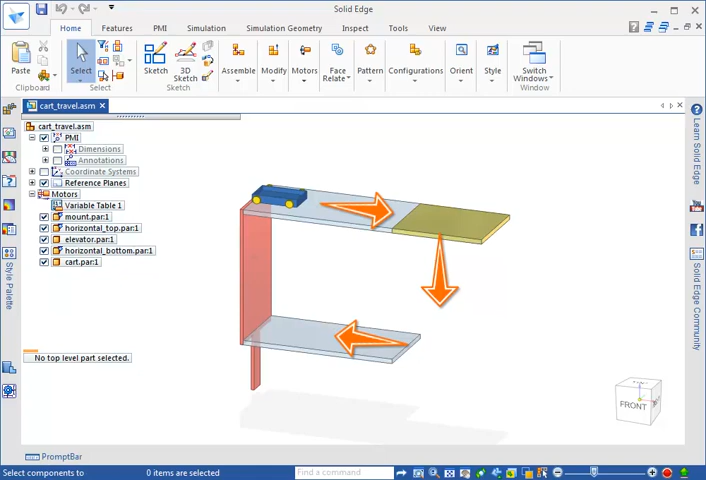 Solid Edge
Home
Features
PMI
Simulation
Simulation Geometry
Inspect
Tools
View
Paste
Select
Sketch
3D
Sketch
Assemble
Modify
Motors
Face
Relate
Pattern
Configurations
Orient
Style
Switch
Windows
Clipboard
Select
Window
cart_travel.asm
cart_travel.asm
PMI
Dimensions
Annotations
Coordinate Systems
Reference Planes
Motors
Variable Table 1
mount.par:1
horizontal_top.par:1
elevator.par:1
horizontal_bottom.par:1
cart.par:1
No top level part selected.
Style Palette
Learn Solid Edge
You
Solid Edge Community
FRONT
PromptBar
Select components to
0 items are selected
Find a command